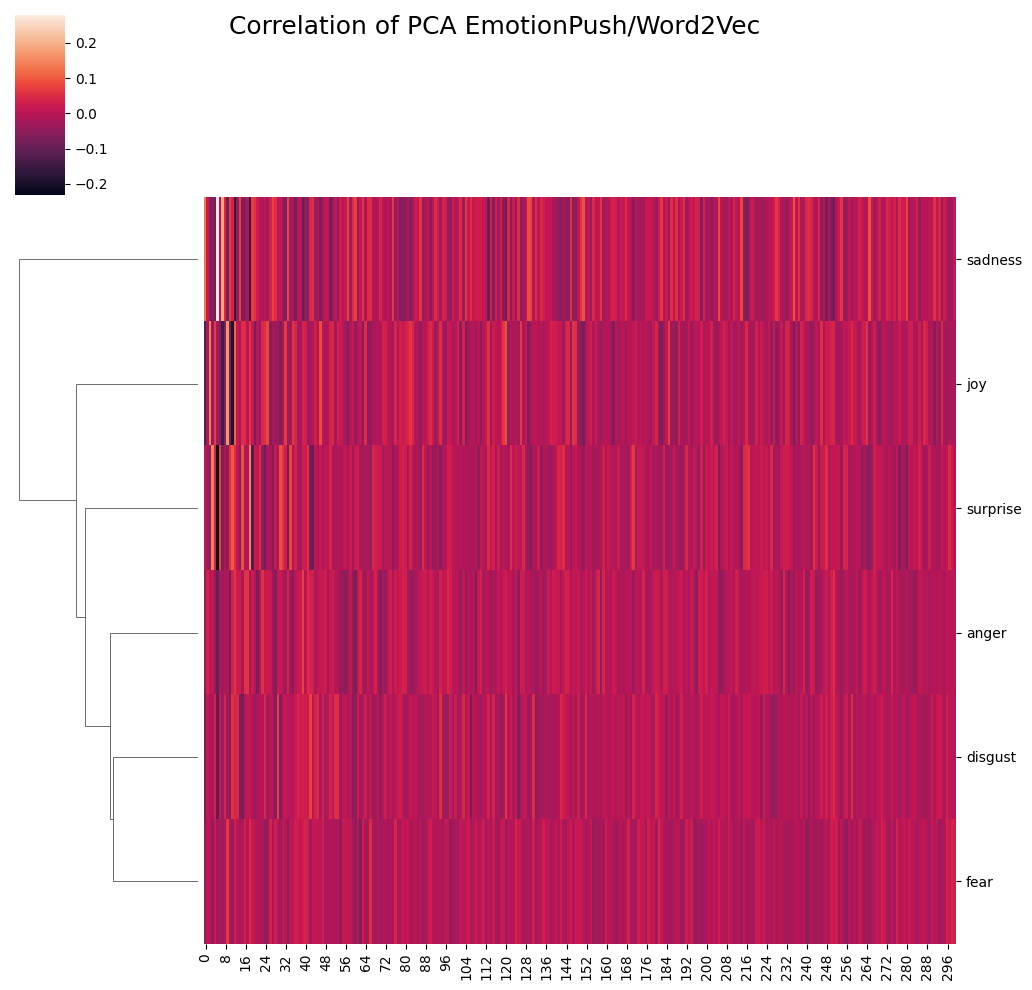 Correlation of PCA EmotionPush/Word2Vec
0.2
0.1
0.0
−0.1
−0.2
sadness
joy
surprise
anger
disgust
fear
0 8 16 24 32 40 48 56 64 72 80 88 96 104 112 120 128 136 144 152 160 168 176 184 192 200 208 216 224 232 240 248 256 264 272 280 288 296